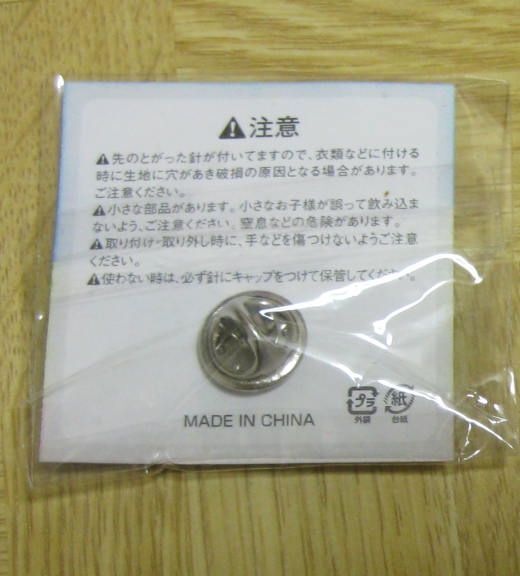 ⚠注意
⚠先のとがった針が付いてますので、衣類などに付ける
時に生地に穴があき破損の原因となる場合があります。
ご注意ください。
⚠小さな部品があります。小さなお子様が誤って飲み込ま
ないよう、ご注意ください。窒息などの危険があります。
⚠取り付け・取り外し時に、手などを傷つけないようご注意
ください。
⚠使わない時は、必ず針にキャップをつけて保管してください。
MADE IN CHINA
プラ 紙
外袋 台紙